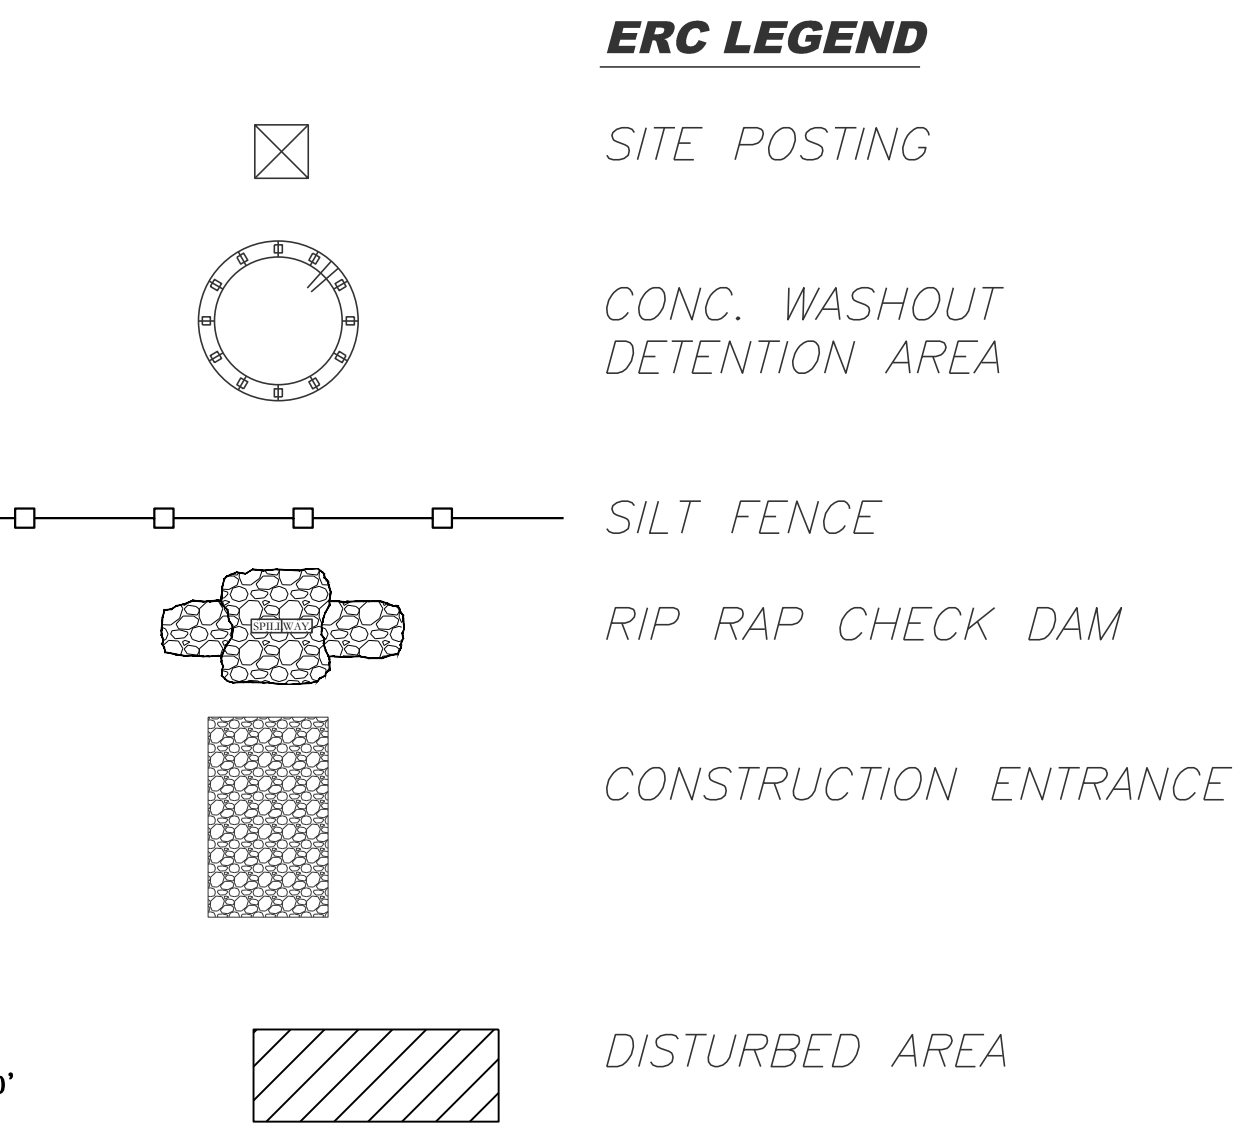 ERC LEGEND
SITE POSTING
CONC. WASHOUT
DETENTION AREA
SILT FENCE
SPILLWAY
RIP RAP CHECK DAM
CONSTRUCTION ENTRANCE
DISTURBED AREA